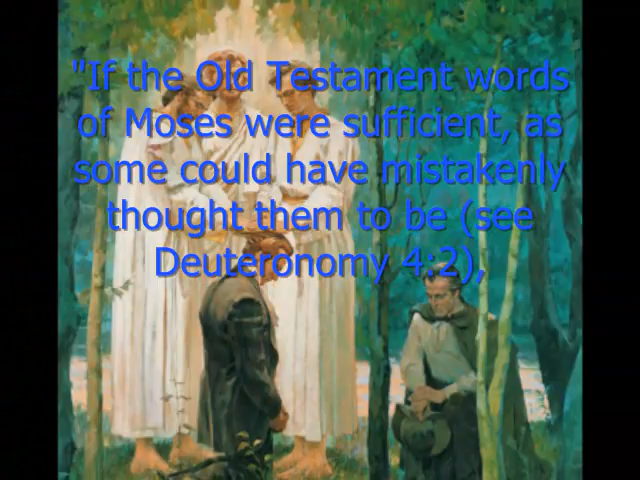 "If the Old Testament words
of Moses were sufficient, as
some could have mistakenly
thought them to be (see
Deuteronomy 4:2),